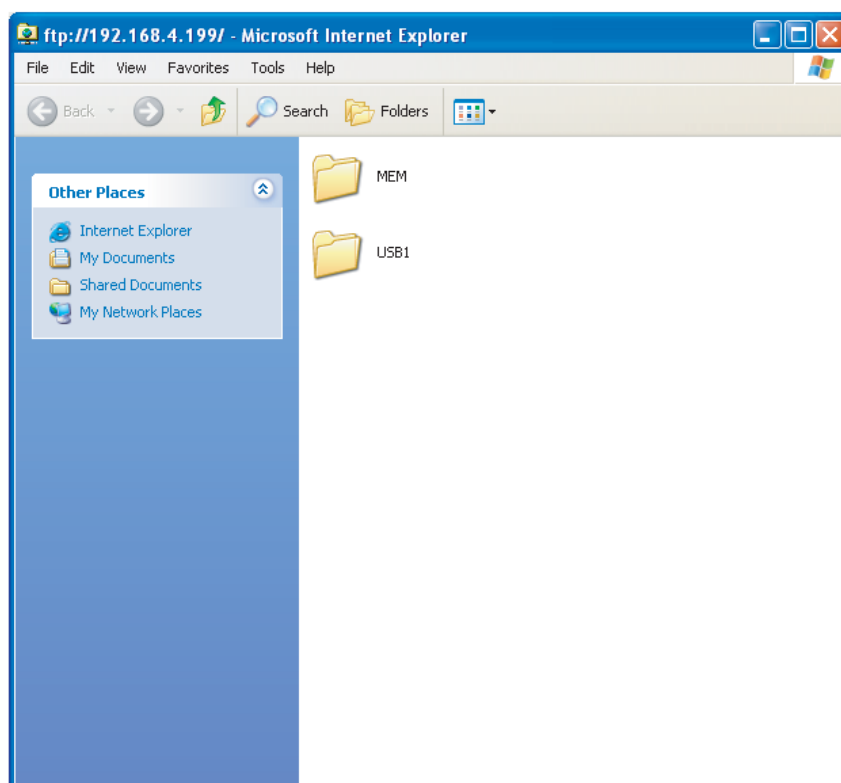 ftp://192.168.4.199/ - Microsoft Internet Explorer
File Edit View Favorites Tools Help
Back Search Folders
Other Places
Internet Explorer
My Documents
Shared Documents
My Network Places
MEM
USB1